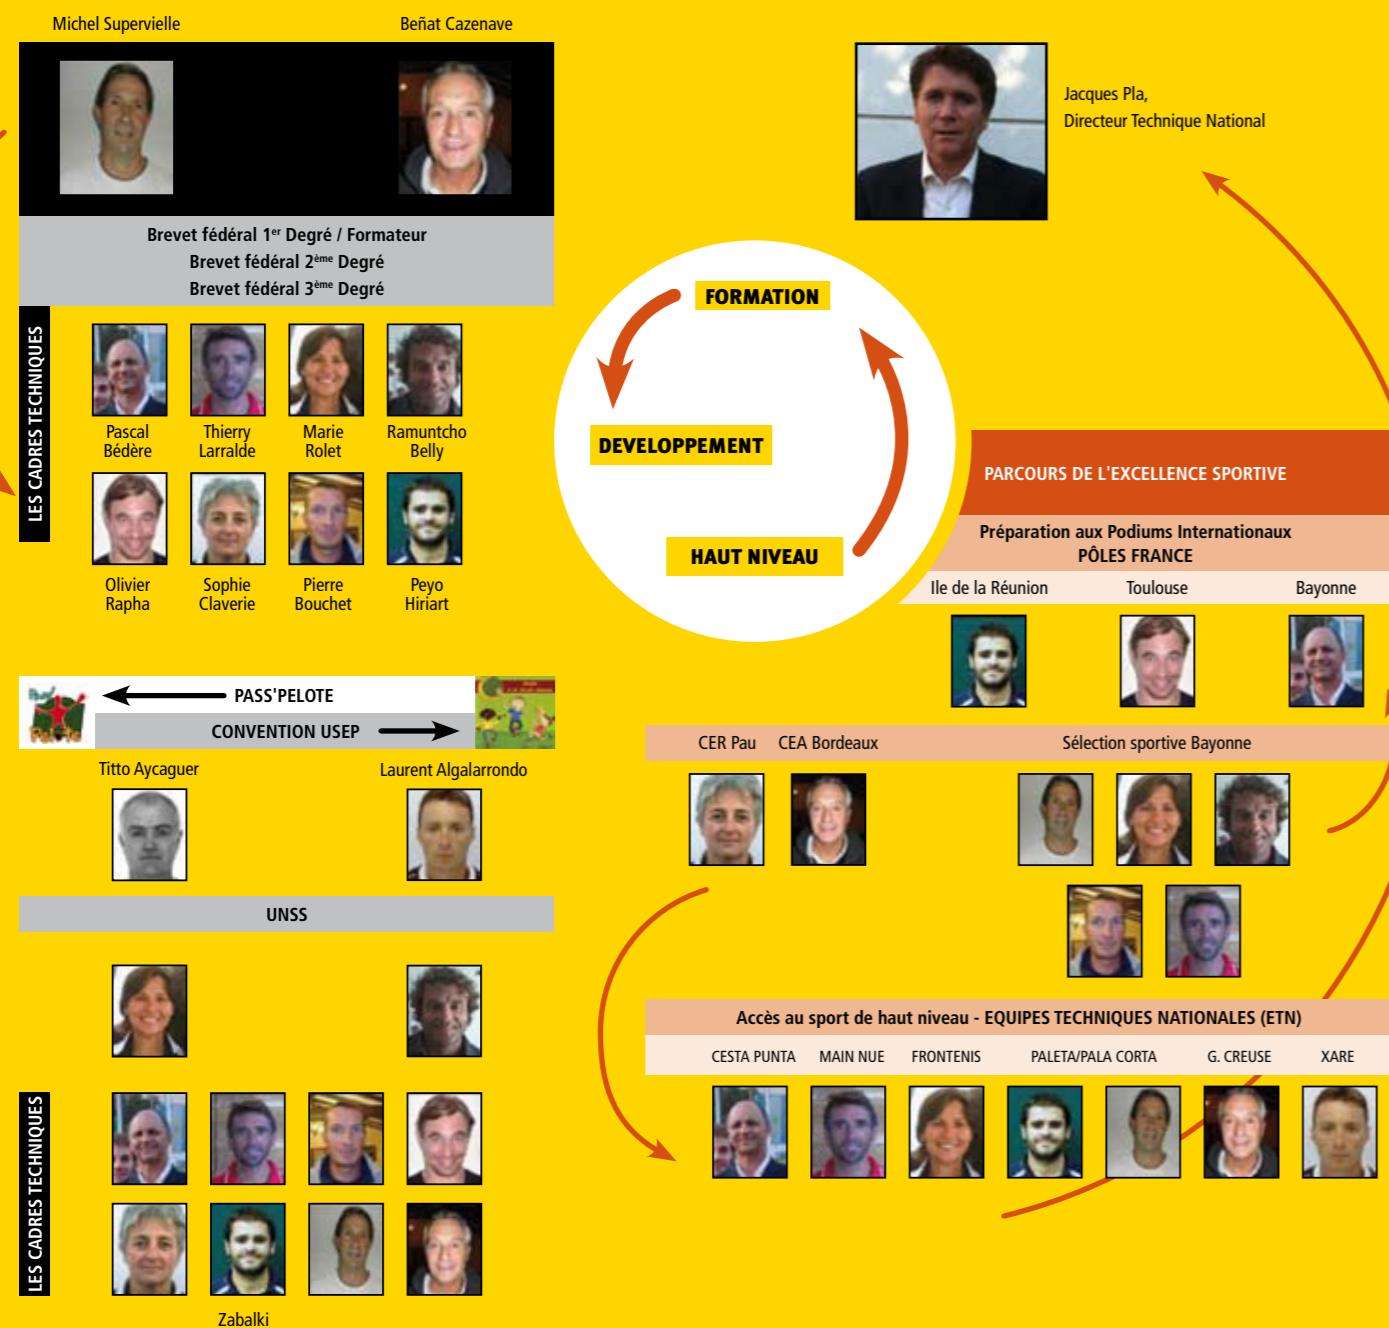 Michel Supervielle
Beñat Cazenave
Brevet fédéral 1er Degré / Formateur
Brevet fédéral 2ème Degré
Brevet fédéral 3ème Degré
LES CADRES TECHNIQUES
Pascal
Bédère
Thierry
Larralde
Marie
Rolet
Ramuntcho
Belly
Olivier
Rapha
Sophie
Claverie
Pierre
Bouchet
Peyo
Hiriart
PASS'PELOTE
CONVENTION USEP
Titto Aycaguer
Laurent Algalarrondo
UNSS
LES CADRES TECHNIQUES
Zabalki
Jacques Pla,
Directeur Technique National
FORMATION
DEVELOPPEMENT
HAUT NIVEAU
PARCOURS DE L'EXCELLENCE SPORTIVE
Préparation aux Podiums Internationaux
PÔLES FRANCE
Ile de la Réunion
Toulouse
Bayonne
CER Pau
CEA Bordeaux
Sélection sportive Bayonne
Accès au sport de haut niveau - EQUIPES TECHNIQUES NATIONALES (ETN)
CESTA PUNTA
MAIN NUE
FRONTENIS
PALETA/PALA CORTA
G. CREUSE
XARE